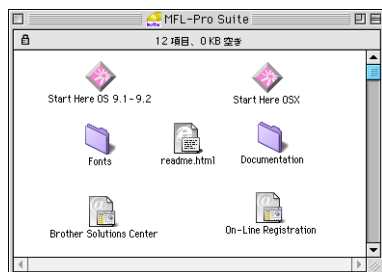 MFL-Pro Suite
12 項目、0 KB 空き
Start Here OS 9.1-9.2
Start Here OSX
Fonts
readme.html
Documentation
Brother Solutions Center
On-Line Registration